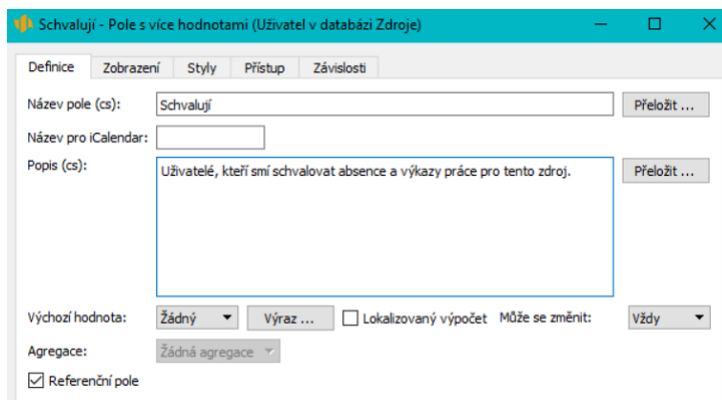 Schvalují - Pole s více hodnotami (Uživatel v databázi Zdroje)
Definice Zobrazení Styly Přístup Závislosti
Název pole (cs): Schvalují Přeložit ...
Název pro iCalendar:
Popis (cs): Uživatelé, kteří smí schvalovat absence a výkazy práce pro tento zdroj. Přeložit ...
Výchozí hodnota: Žádný Výraz ... Lokalizovaný výpočet Může se změnit: Vždy
Agregace: Žádná agregace
Referenční pole